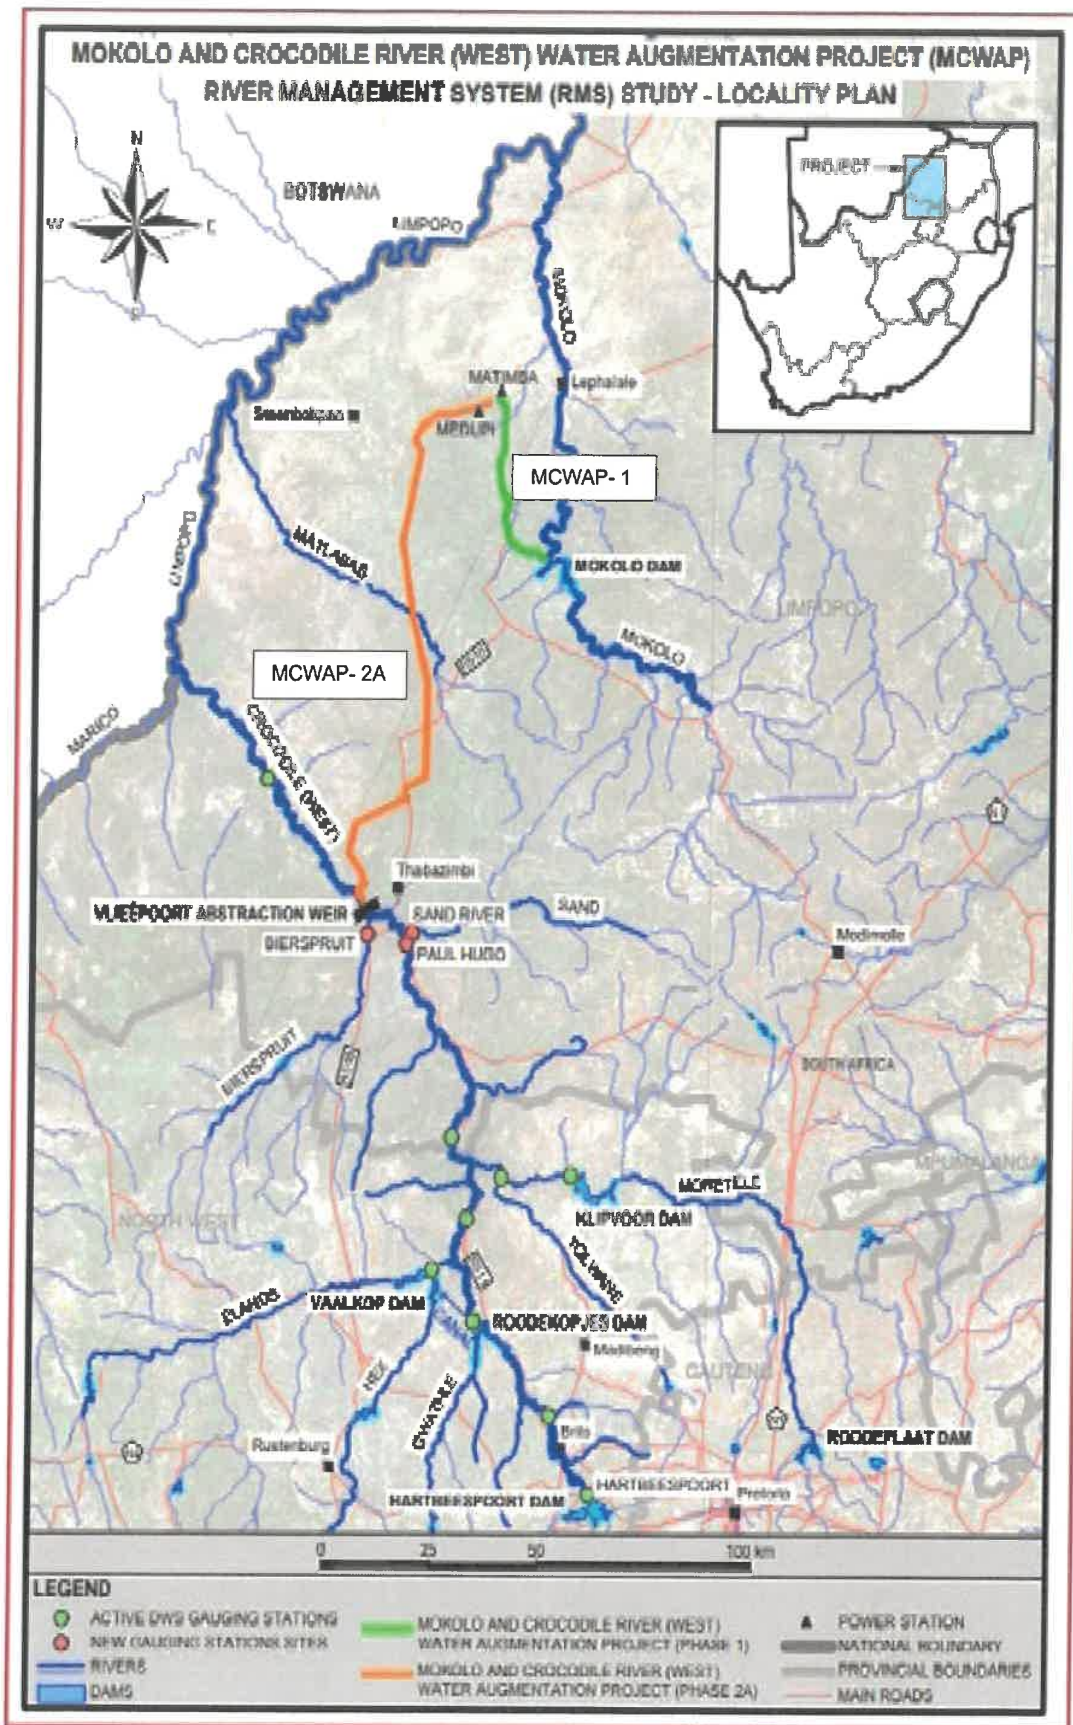 MOKOLO AND CROCODILE RIVER (WEST) WATER AUGMENTATION PROJECT (MCWAP)
RIVER MANAGEMENT SYSTEM (RMS) STUDY - LOCALITY PLAN
N
W
E
S
BOTSWANA
LIMPOPO
PROJECT
MOKOLO
MATIMBA
Lephalale
MEDUPI
MCWAP- 1
LIMPOPO
MATLABAS
MOKOLO DAM
LIMPOPO
MOKOLO
MCWAP- 2A
MARICO
CROCODILE (WEST)
Thabazimbi
VLIEËPOORT ABSTRACTION WEIR
SAND RIVER
SAND
BIERSPRUIT
PAUL HUGO
Modimolle
BIERSPRUIT
SOUTH AFRICA
MPUMALANGA
MORETELE
NORTH WEST
KLIPVOOR DAM
TOLWANE
ELANDS
VAALKOP DAM
ROODEKOPJES DAM
Madibeng
GAUTENG
HEX
Brits
ROODEPLAAT DAM
Rustenburg
HARTBEESPOORT DAM
HARTBEESPOORT
Pretoria
0 25 50 100 km
LEGEND
ACTIVE DWS GAUGING STATIONS
NEW GAUGING STATIONS SITES
RIVERS
DAMS
MOKOLO AND CROCODILE RIVER (WEST)
WATER AUGMENTATION PROJECT (PHASE 1)
MOKOLO AND CROCODILE RIVER (WEST)
WATER AUGMENTATION PROJECT (PHASE 2A)
POWER STATION
NATIONAL BOUNDARY
PROVINCIAL BOUNDARIES
MAIN ROADS